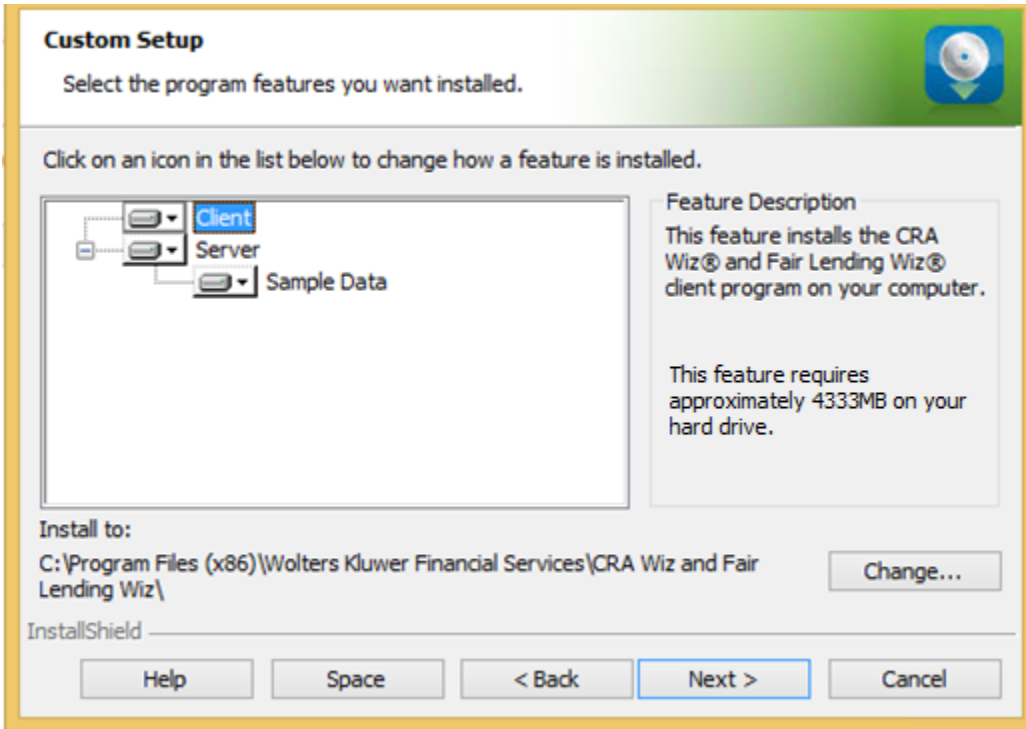 Custom Setup
Select the program features you want installed.
Click on an icon in the list below to change how a feature is installed.
Client
Server
Sample Data
Feature Description
This feature installs the CRA
Wiz® and Fair Lending Wiz®
client program on your computer.
This feature requires
approximately 4333MB on your
hard drive.
Install to:
C:\Program Files (x86)\Wolters Kluwer Financial Services\CRA Wiz and Fair
Lending Wiz\
Change...
InstallShield
Help
Space
< Back
Next >
Cancel